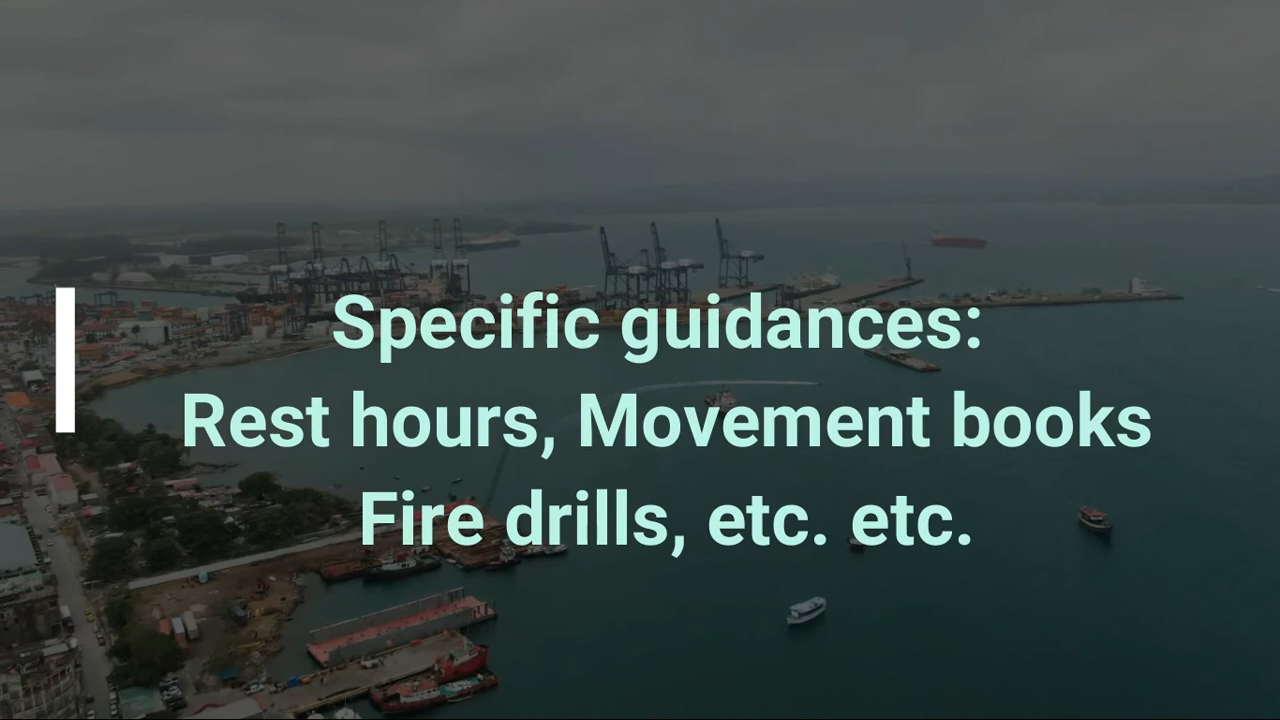 Specific guidances:
Rest hours, Movement books
Fire drills, etc. etc.